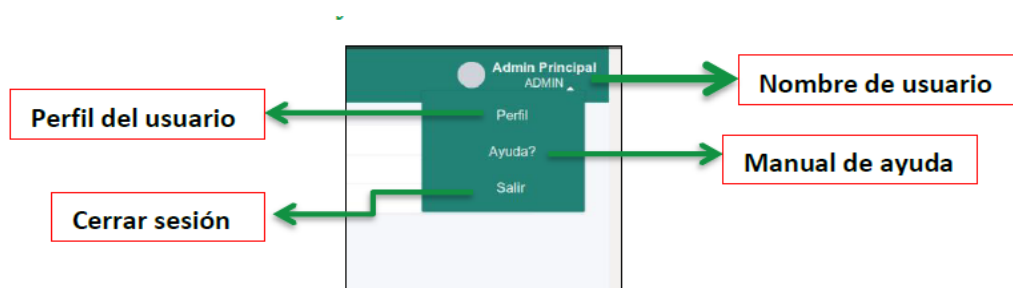 Admin Principal
ADMIN
Nombre de usuario
Perfil del usuario
Perfil
Ayuda?
Manual de ayuda
Salir
Cerrar sesión